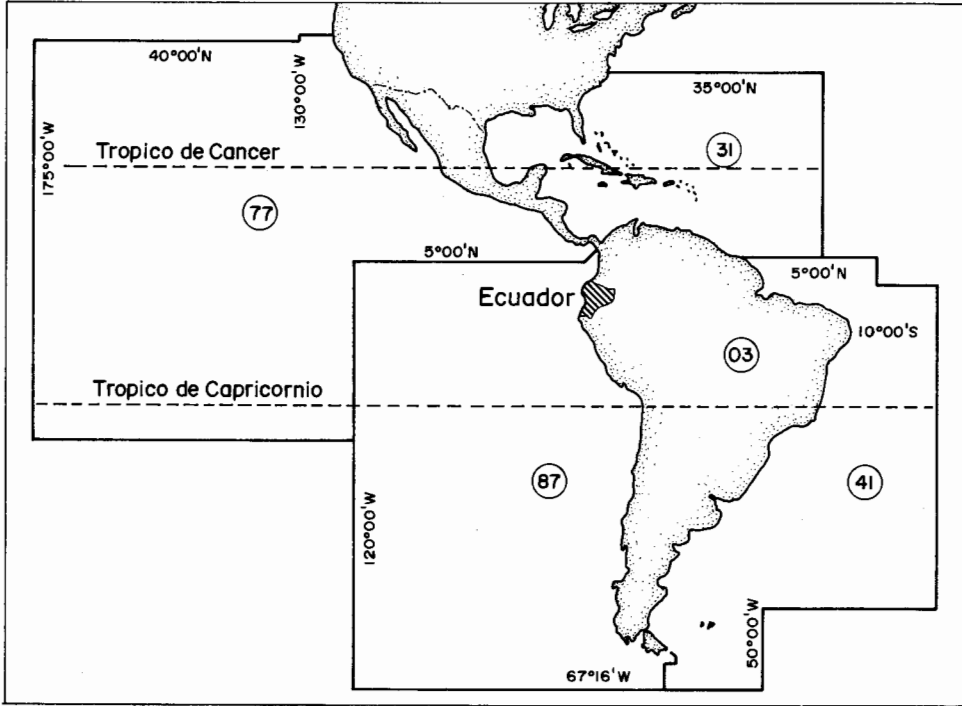 40°00'N
130°00'W
35°00'N
175°00'W
Tropico de Cancer
31
77
5°00'N
5°00'N
Ecuador
10°00'S
03
Tropico de Capricornio
87
41
120°00'W
50°00'W
67°16'W